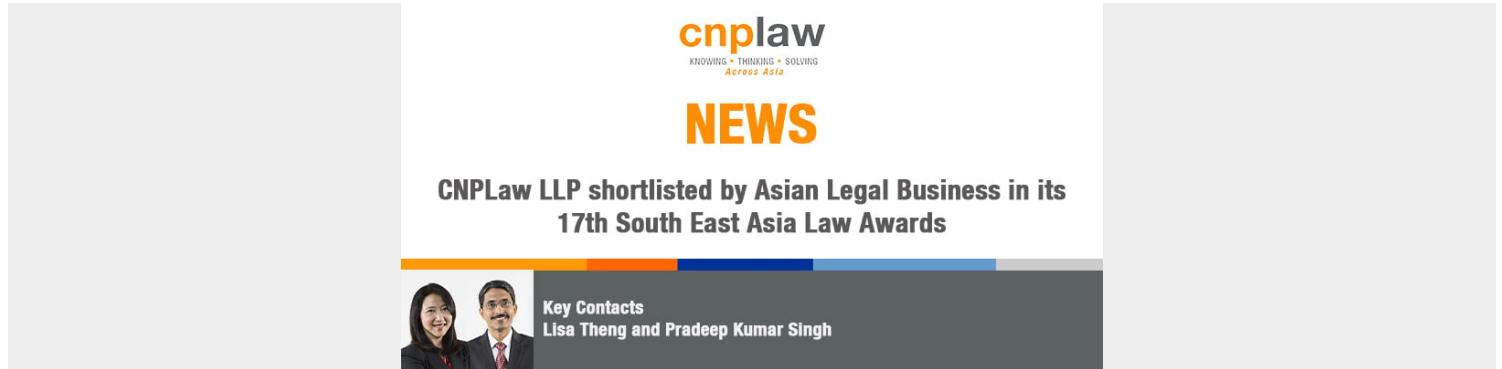 cnplaw
KNOWING • THINKING • SOLVING
Across Asia
NEWS
CNPLaw LLP shortlisted by Asian Legal Business in its
17th South East Asia Law Awards
Key Contacts
Lisa Theng and Pradeep Kumar Singh